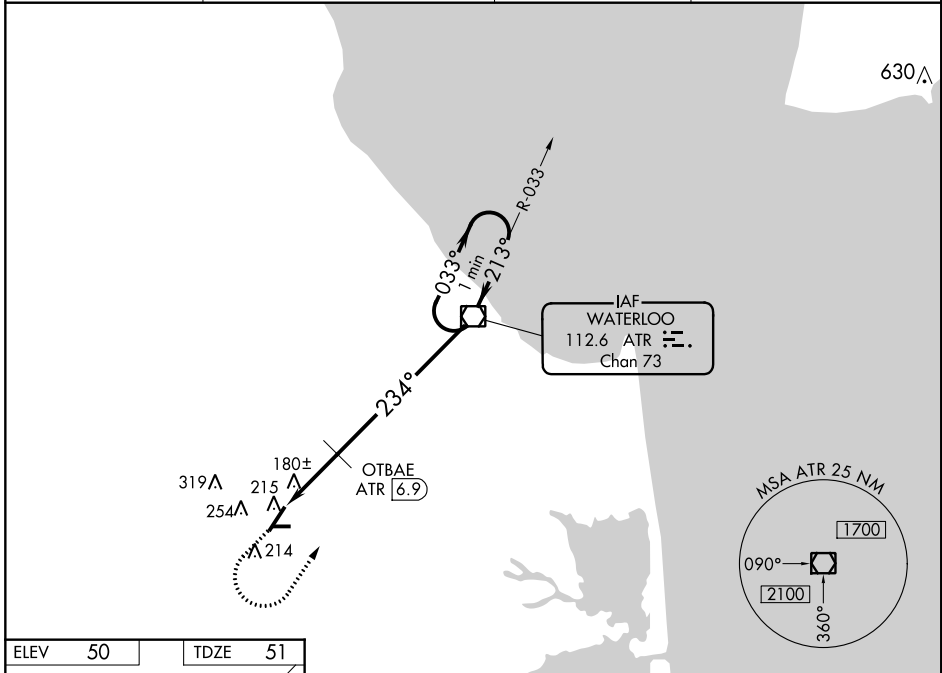 630
R-033
033°
1 min
213°
IAF
WATERLOO
112.6 ATR
Chan 73
234°
OTBAE
ATR 6.9
180±
319
215
254
214
MSA ATR 25 NM
1700
090°
2100
360°
ELEV 50
TDZE 51